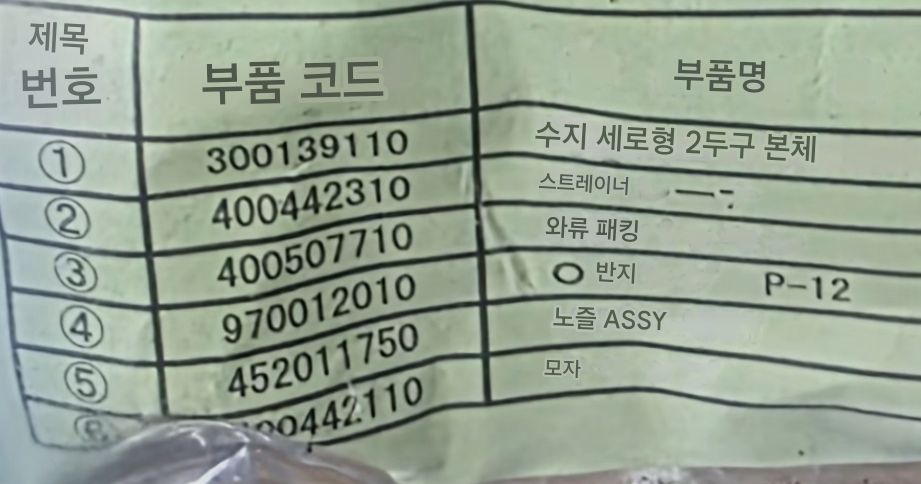 제목
번호 부품 코드 부품명
① 300139110 수지 세로형 2두구 본체
② 400442310 스트레이너
③ 400507710 와류 패킹
④ 970012010 O 반지 P-12
⑤ 452011750 노즐 ASSY
00442110 모자